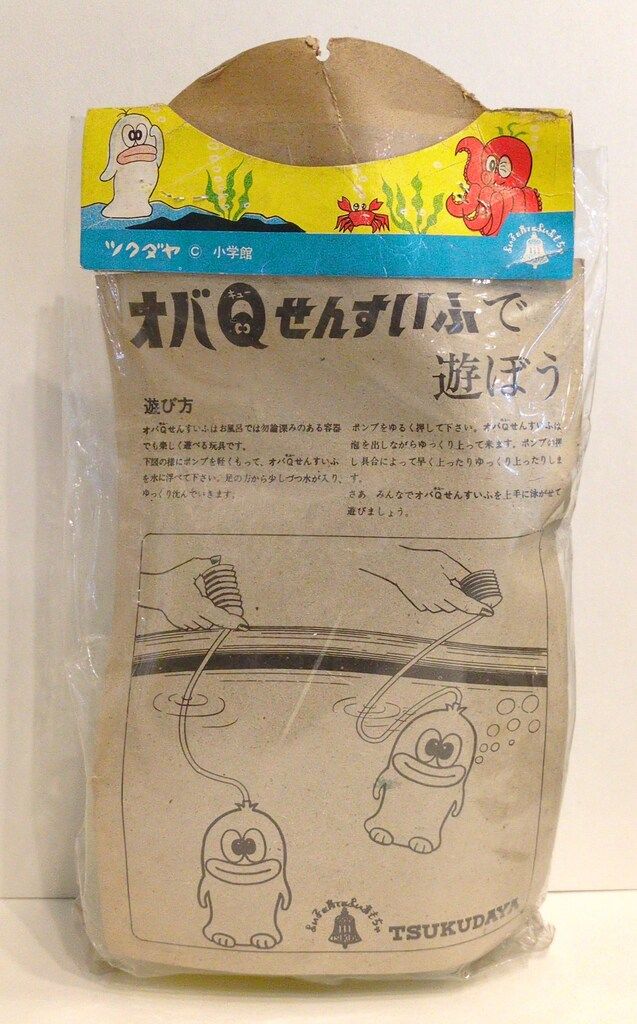 ツクダヤ © 小学館
オバQせんすいふで
キュー
遊ぼう
遊び方
オバQせんすいふはお風呂では勿論深みのある容器
でも楽しく遊べる玩具です。
下図の様にポンプを軽くもって、オバQせんすいふ
を水に浮べて下さい。足の方から少しづつ水が入り、
ゆっくり沈んでいきます。
ポンプをゆるく押して下さい。オバQせんすいふは
泡を出しながらゆっくり上って来ます。ポンプの押
し具合によって早く上ったりゆっくり上ったりしま
す。
さあ みんなでオバQせんすいふを上手に泳がせて
遊びましょう。
TSUKUDAYA